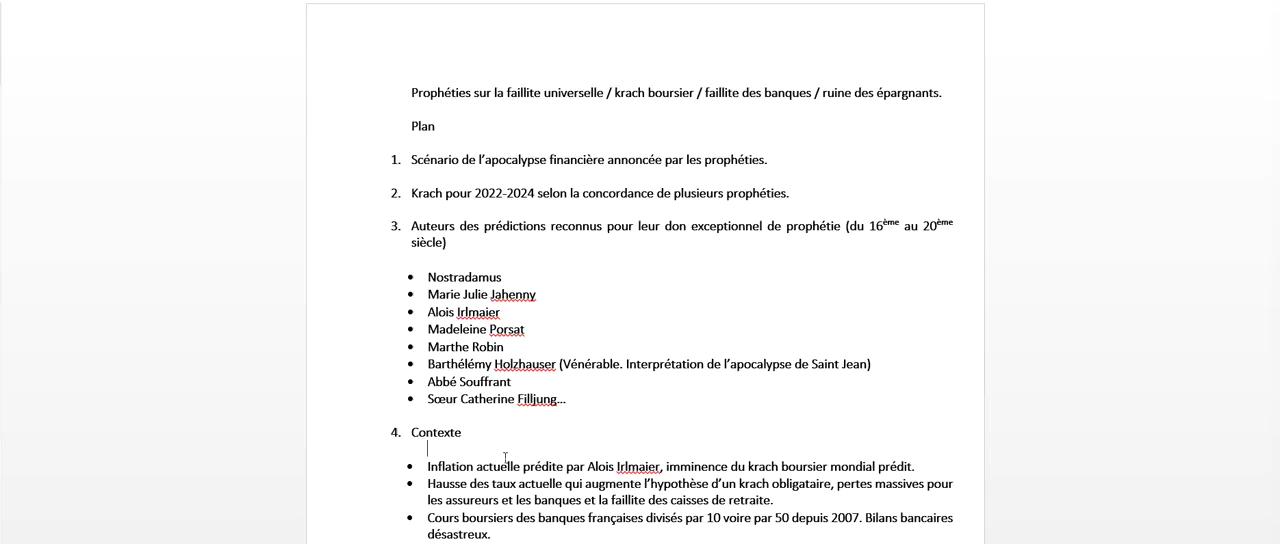 Prophéties sur la faillite universelle / krach boursier / faillite des banques / ruine des épargnants.
Plan
1. Scénario de l'apocalypse financière annoncée par les prophéties.
2. Krach pour 2022-2024 selon la concordance de plusieurs prophéties.
3. Auteurs des prédictions reconnus pour leur don exceptionnel de prophétie (du 16ème au 20ème
siècle)
• Nostradamus
• Marie Julie Jahenny
• Alois Irlmaier
• Madeleine Porsat
• Marthe Robin
• Barthélémy Holzhauser (Vénérable. Interprétation de l'apocalypse de Saint Jean)
• Abbé Souffrant
• Sœur Catherine Filljung...
4. Contexte
• Inflation actuelle prédite par Alois Irlmaier, imminence du krach boursier mondial prédit.
• Hausse des taux actuelle qui augmente l'hypothèse d'un krach obligataire, pertes massives pour
les assureurs et les banques et la faillite des caisses de retraite.
• Cours boursiers des banques françaises divisés par 10 voire par 50 depuis 2007. Bilans bancaires
désastreux.